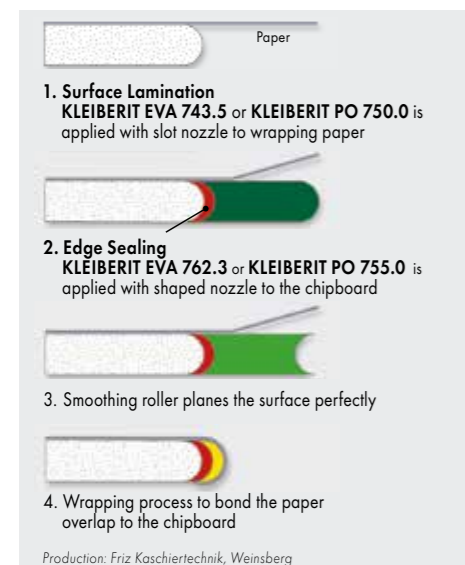 Paper
1. Surface Lamination
KLEIBERIT EVA 743.5 or KLEIBERIT PO 750.0 is
applied with slot nozzle to wrapping paper
2. Edge Sealing
KLEIBERIT EVA 762.3 or KLEIBERIT PO 755.0 is
applied with shaped nozzle to the chipboard
3. Smoothing roller planes the surface perfectly
4. Wrapping process to bond the paper
overlap to the chipboard
Production: Friz Kaschiertechnik, Weinsberg